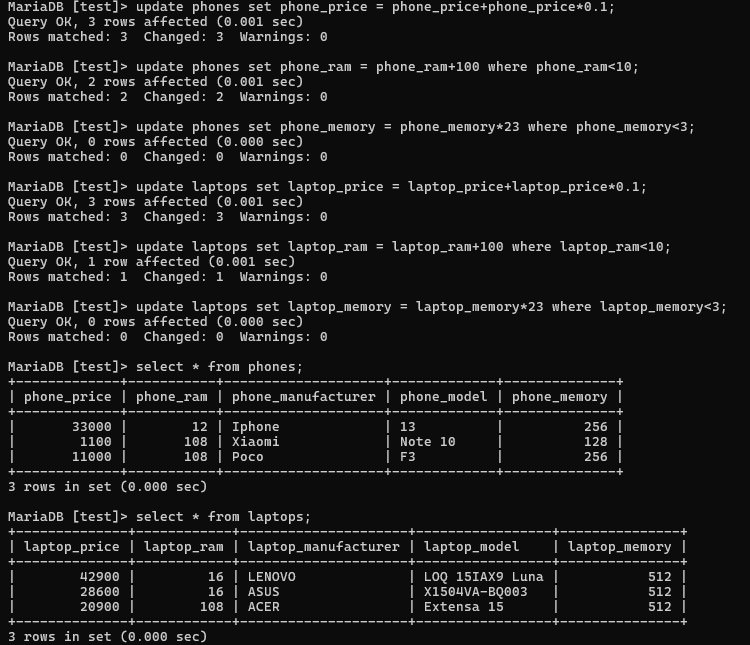 MariaDB [test]> update phones set phone_price = phone_price+phone_price*0.1;
Query OK, 3 rows affected (0.001 sec)
Rows matched: 3  Changed: 3  Warnings: 0

MariaDB [test]> update phones set phone_ram = phone_ram+100 where phone_ram<10;
Query OK, 2 rows affected (0.001 sec)
Rows matched: 2  Changed: 2  Warnings: 0

MariaDB [test]> update phones set phone_memory = phone_memory*23 where phone_memory<3;
Query OK, 0 rows affected (0.000 sec)
Rows matched: 0  Changed: 0  Warnings: 0

MariaDB [test]> update laptops set laptop_price = laptop_price+laptop_price*0.1;
Query OK, 3 rows affected (0.001 sec)
Rows matched: 3  Changed: 3  Warnings: 0

MariaDB [test]> update laptops set laptop_ram = laptop_ram+100 where laptop_ram<10;
Query OK, 1 row affected (0.001 sec)
Rows matched: 1  Changed: 1  Warnings: 0

MariaDB [test]> update laptops set laptop_memory = laptop_memory*23 where laptop_memory<3;
Query OK, 0 rows affected (0.000 sec)
Rows matched: 0  Changed: 0  Warnings: 0

MariaDB [test]> select * from phones;
+-------------+-----------+--------------------+-------------+--------------+
| phone_price | phone_ram | phone_manufacturer | phone_model | phone_memory |
+-------------+-----------+--------------------+-------------+--------------+
|       33000 |        12 | Iphone             | 13          |          256 |
|        1100 |       108 | Xiaomi             | Note 10     |          128 |
|       11000 |       108 | Poco               | F3          |          256 |
+-------------+-----------+--------------------+-------------+--------------+
3 rows in set (0.000 sec)

MariaDB [test]> select * from laptops;
+--------------+------------+---------------------+-----------------+---------------+
| laptop_price | laptop_ram | laptop_manufacturer | laptop_model    | laptop_memory |
+--------------+------------+---------------------+-----------------+---------------+
|        42900 |         16 | LENOVO              | LOQ 15IAX9 Luna |           512 |
|        28600 |         16 | ASUS                | X1504VA-BQ003   |           512 |
|        20900 |        108 | ACER                | Extensa 15      |           512 |
+--------------+------------+---------------------+-----------------+---------------+
3 rows in set (0.000 sec)